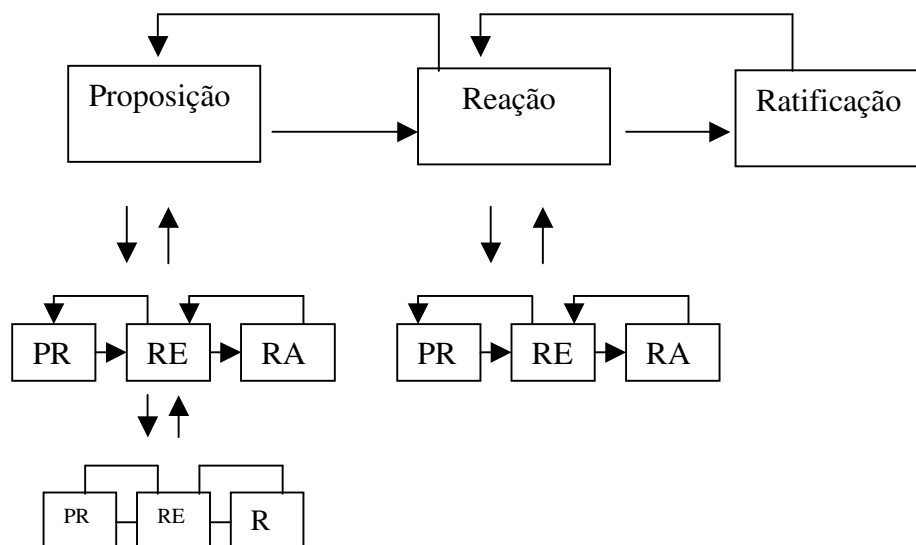 Proposição
Reação
Ratificação
PR
RE
RA
PR
RE
RA
PR
RE
R